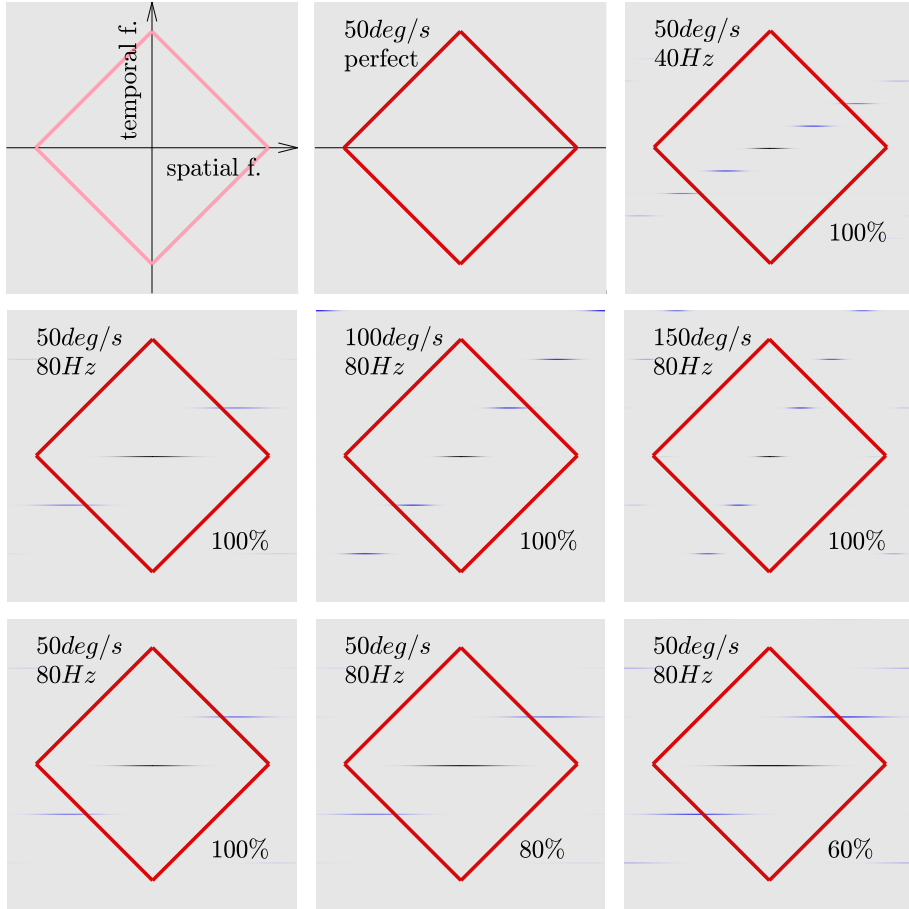 temporal f.
spatial f.
50deg/s
perfect
50deg/s
40Hz
100%
50deg/s
80Hz
100%
100deg/s
80Hz
100%
150deg/s
80Hz
100%
50deg/s
80Hz
100%
50deg/s
80Hz
80%
50deg/s
80Hz
60%